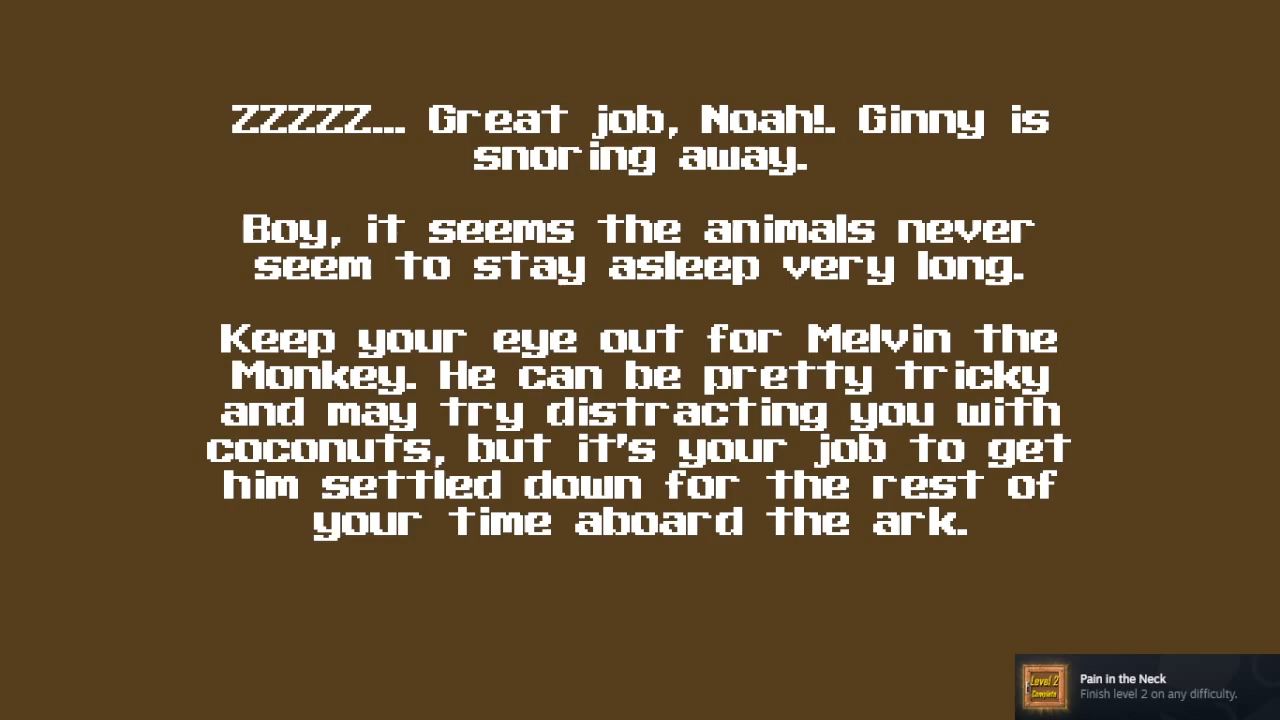 ZZZZZ... Great job, Noah!. Ginny is
snoring away.
Boy, it seems the animals never
seem to stay asleep very long.
Keep your eye out for Melvin the
Monkey. He can be pretty tricky
and may try distracting you with
coconuts, but it's your job to get
him settled down for the rest of
your time aboard the ark.
Level 2
Complete
Pain in the Neck
Finish level 2 on any difficulty.